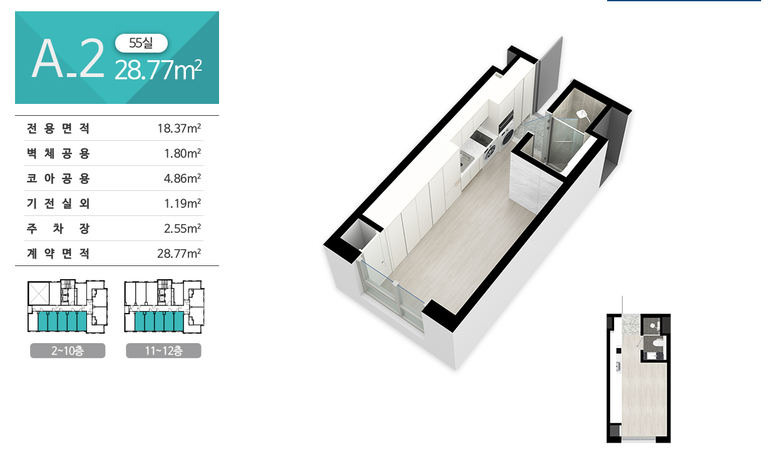 A-2
55실
28.77m²
전용면적 18.37m²
벽체공용 1.80m²
코아공용 4.86m²
기전실외 1.19m²
주차장 2.55m²
계약면적 28.77m²
2~10층
11~12층